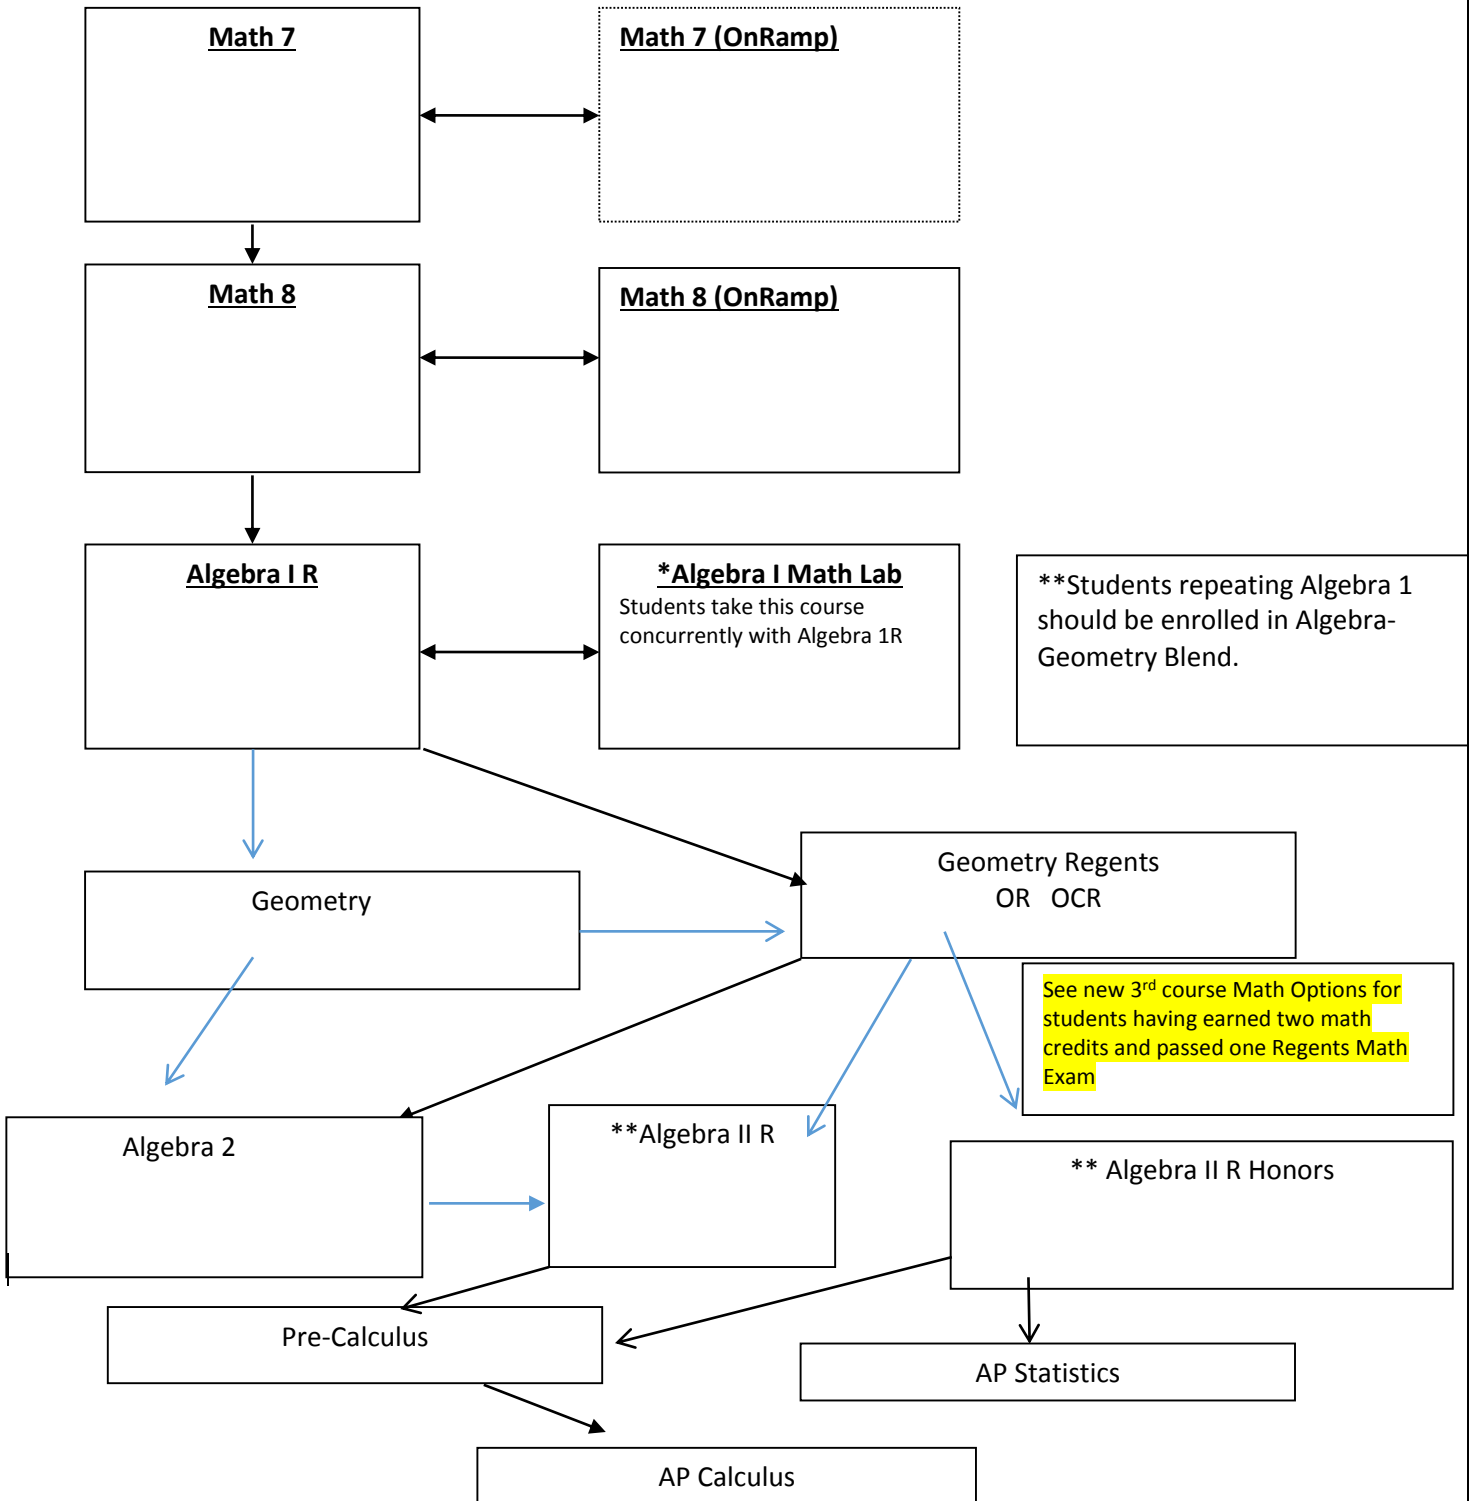 Math 7
Math 7 (OnRamp)
Math 8
Math 8 (OnRamp)
Algebra I R
*Algebra I Math Lab
Students take this course
concurrently with Algebra 1R
**Students repeating Algebra 1
should be enrolled in Algebra-
Geometry Blend.
Geometry Regents
OR OCR
Geometry
See new 3rd course Math Options for
students having earned two math
credits and passed one Regents Math
Exam
Algebra 2
**Algebra II R
** Algebra II R Honors
Pre-Calculus
AP Statistics
AP Calculus